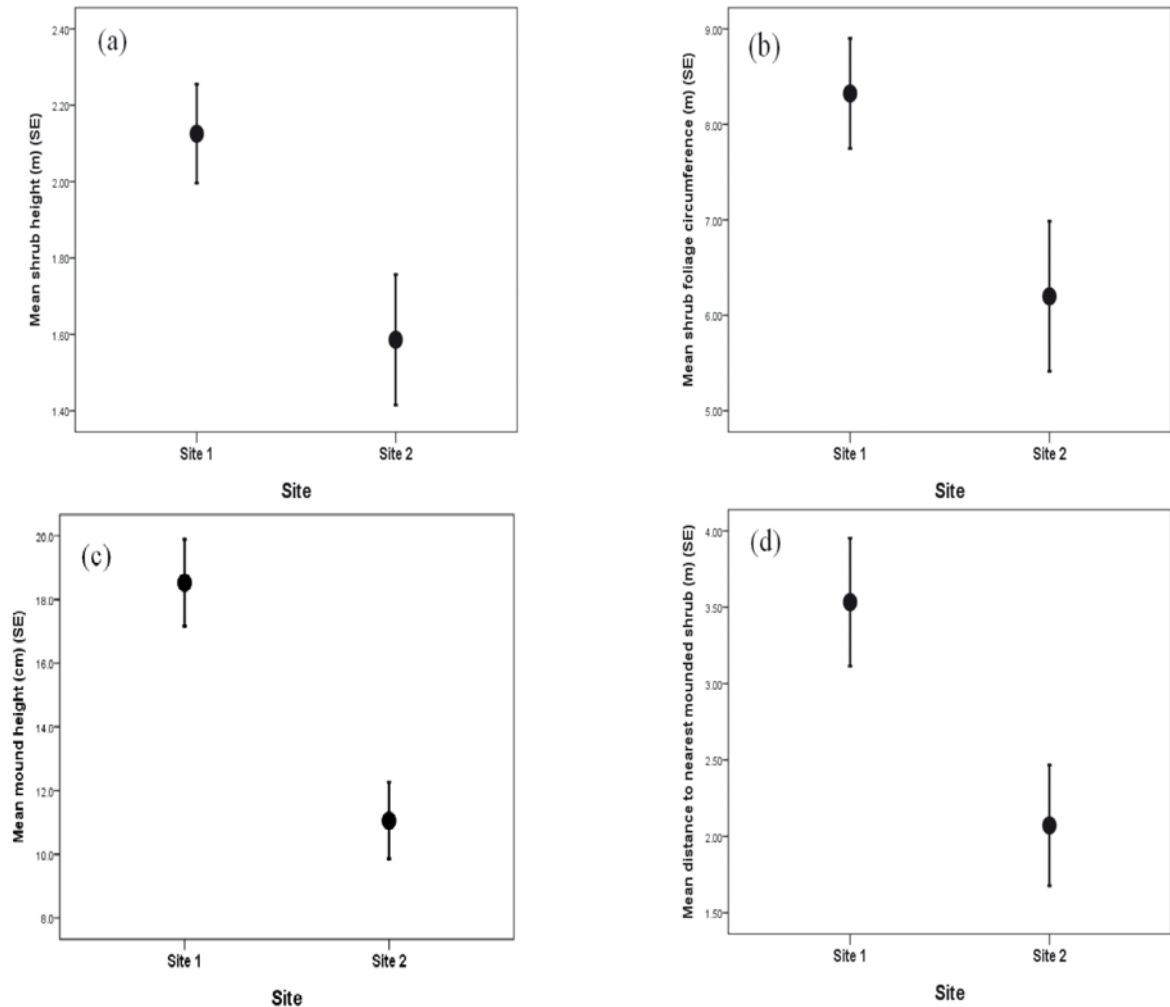 (a)
Mean shrub height (m) (SE)
2.40
2.20
2.00
1.80
1.60
1.40
Site 1
Site 2
Site
(b)
Mean shrub foliage circumference (m) (SE)
9.00
8.00
7.00
6.00
5.00
Site 1
Site 2
Site
(c)
Mean mound height (cm) (SE)
20.0
18.0
16.0
14.0
12.0
10.0
8.0
Site 1
Site 2
Site
(d)
Mean distance to nearest mounded shrub (m) (SE)
4.00
3.50
3.00
2.50
2.00
1.50
Site 1
Site 2
Site